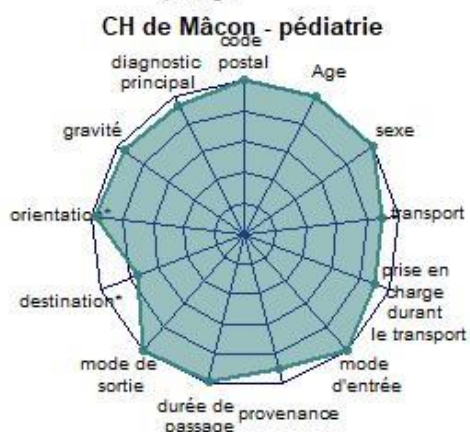 CH de Mâcon - pédiatrie
code
postal
Age
sexe
transport
prise en
charge
durant
le transport
mode
d'entrée
provenance
durée de
passage
mode de
sortie
destination*
orientation*
gravité
diagnostic
principal